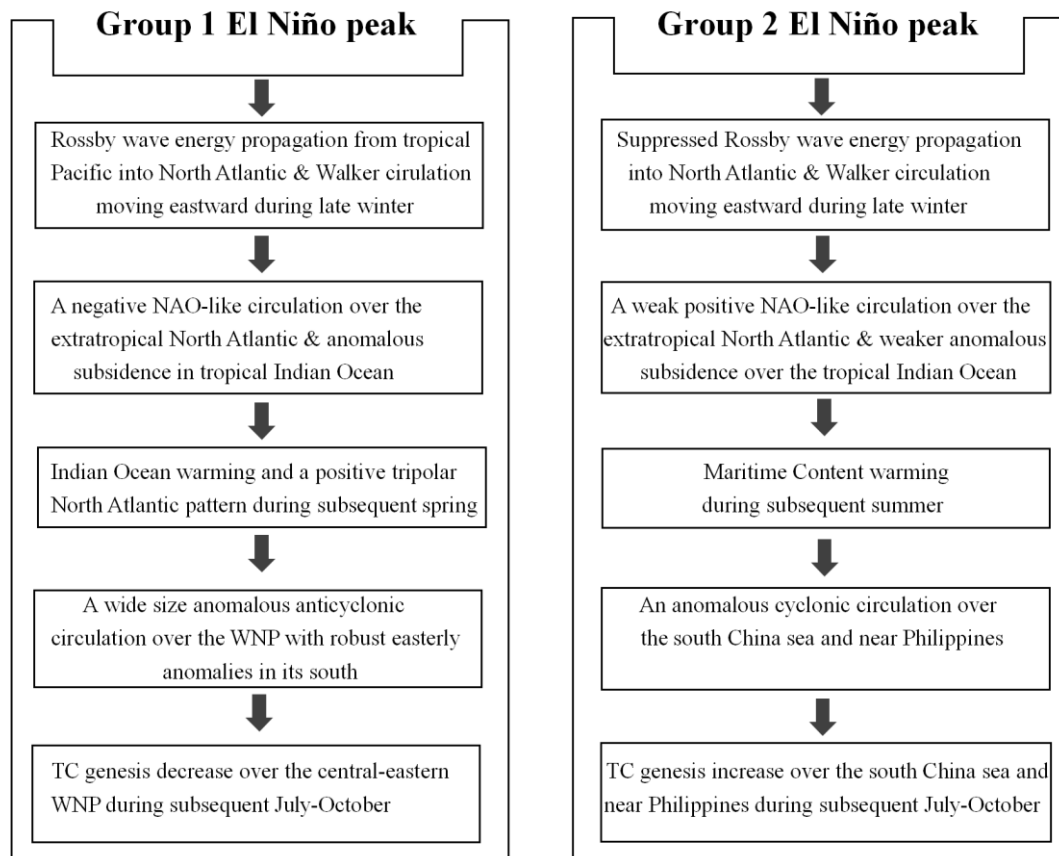 Group 1 El Niño peak
Rossby wave energy propagation from tropical
Pacific into North Atlantic & Walker cirulation
moving eastward during late winter
A negative NAO-like circulation over the
extratropical North Atlantic & anomalous
subsidence in tropical Indian Ocean
Indian Ocean warming and a positive tripolar
North Atlantic pattern during subsequent spring
A wide size anomalous anticyclonic
circulation over the WNP with robust easterly
anomalies in its south
TC genesis decrease over the central-eastern
WNP during subsequent July-October
Group 2 El Niño peak
Suppressed Rossby wave energy propagation
into North Atlantic & Walker circulation
moving eastward during late winter
A weak positive NAO-like circulation over the
extratropical North Atlantic & weaker anomalous
subsidence over the tropical Indian Ocean
Maritime Content warming
during subsequent summer
An anomalous cyclonic circulation over
the south China sea and near Philippines
TC genesis increase over the south China sea and
near Philippines during subsequent July-October